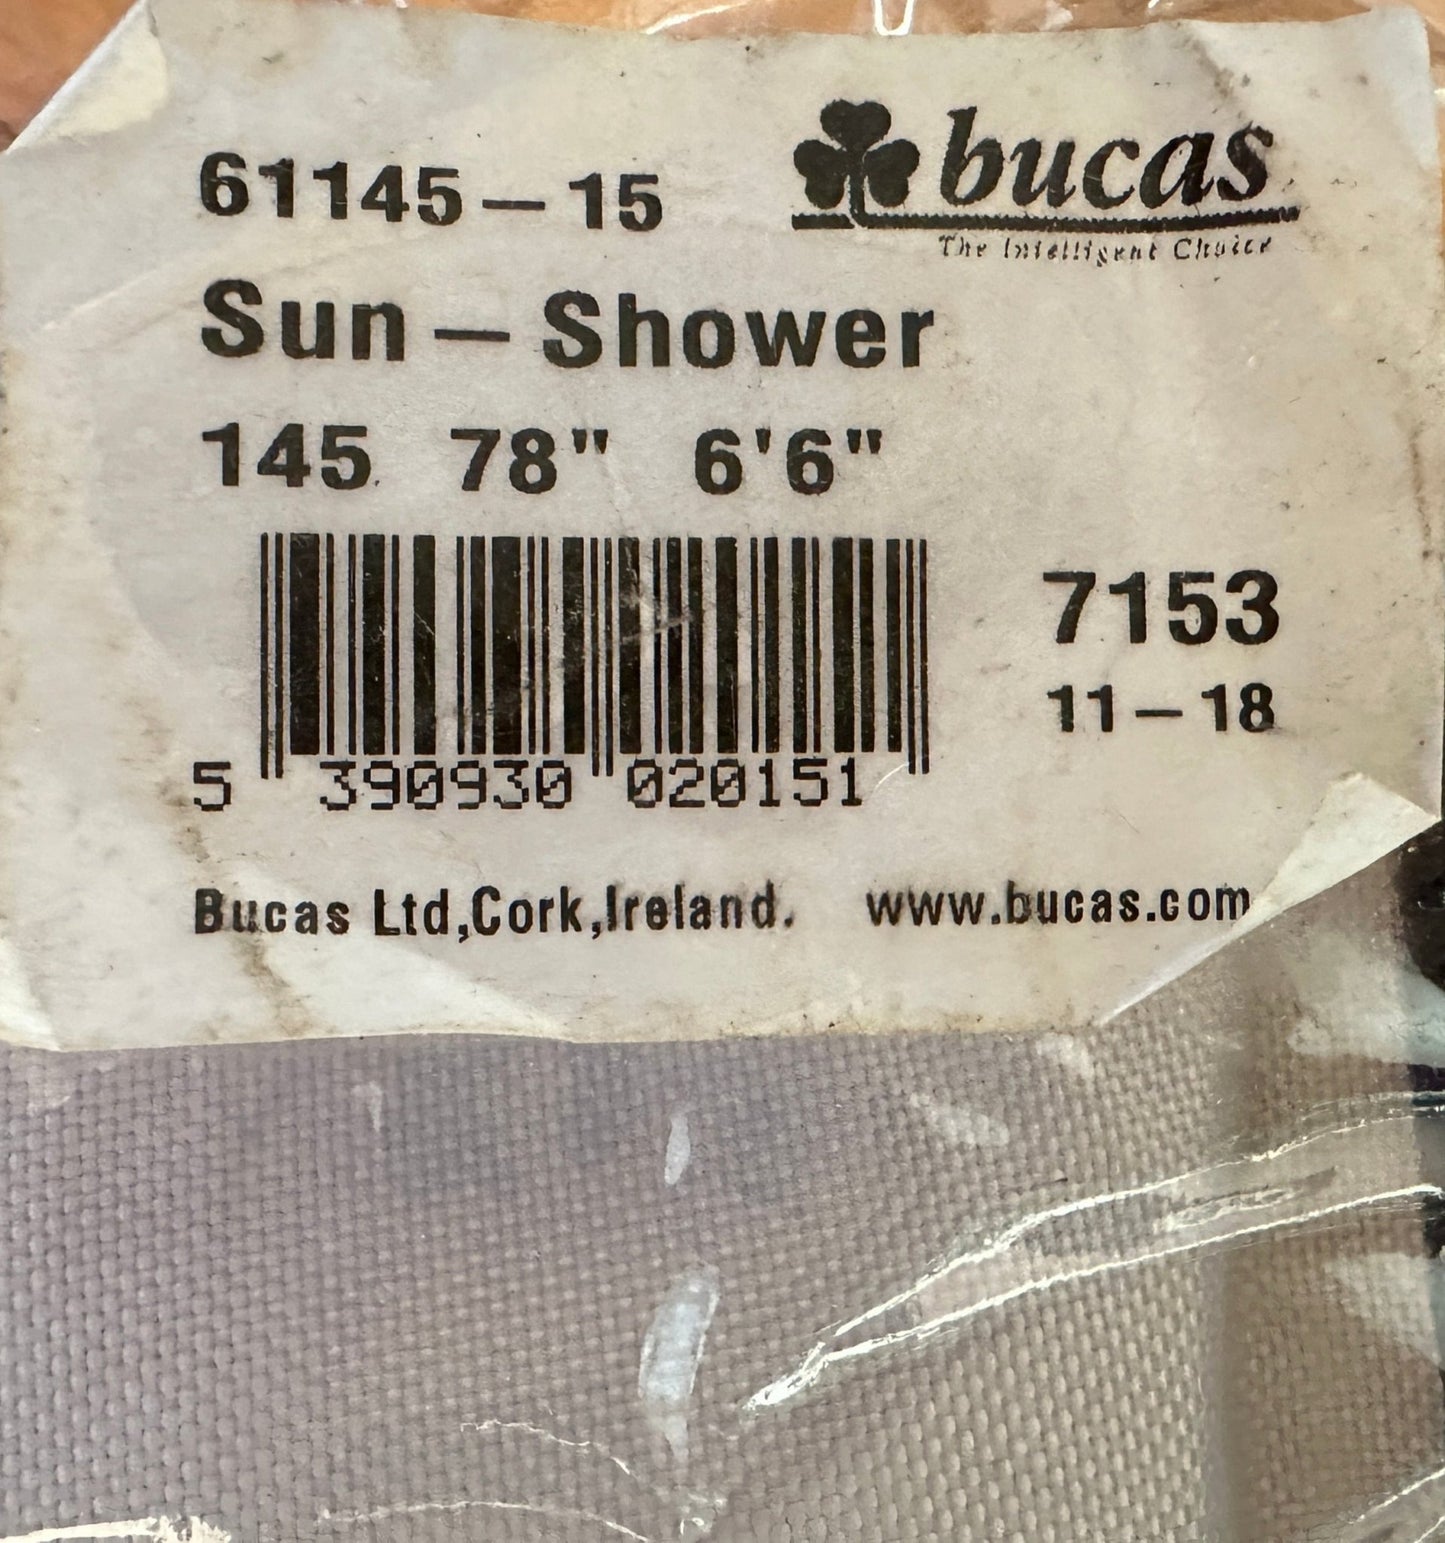 61145-15
bucas
The Intelligent Choice
Sun-Shower
145 78" 6'6"
5 390930 020151
7153
11-18
Bucas Ltd,Cork,Ireland. www.bucas.com